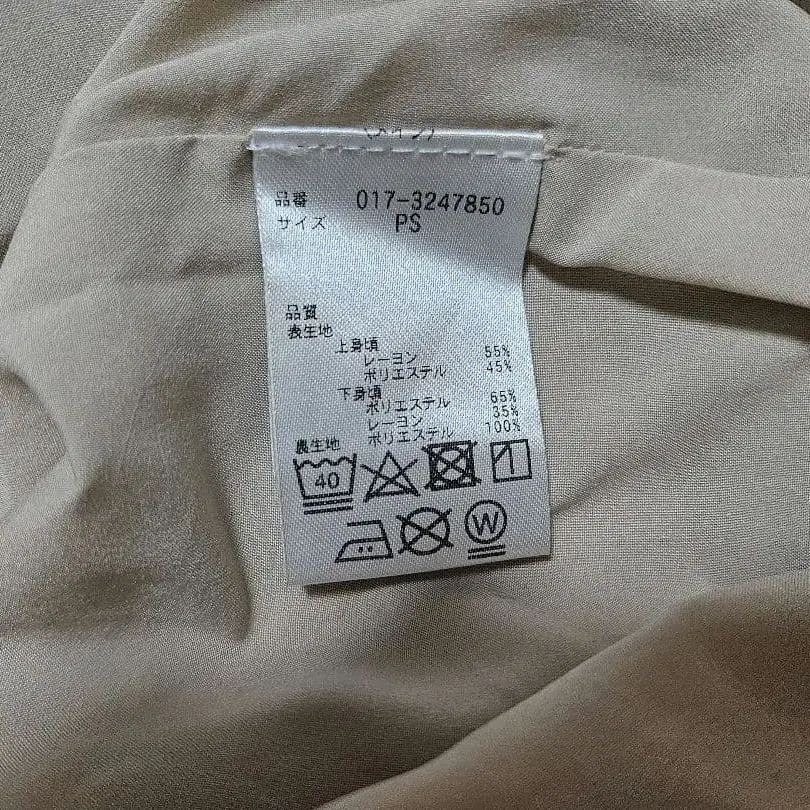 品番 017-3247850
サイズ PS
品質
表生地
上身頃
レーヨン 55%
ポリエステル 45%
下身頃
ポリエステル 65%
レーヨン 35%
裏生地 ポリエステル 100%
40
W